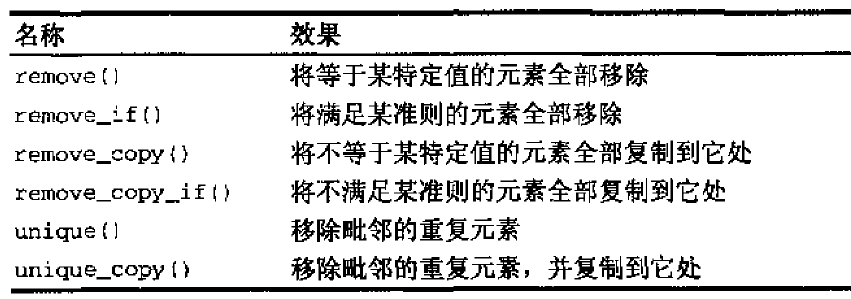 名称 效果
remove() 将等于某特定值的元素全部移除
remove_if() 将满足某准则的元素全部移除
remove_copy() 将不等于某特定值的元素全部复制到它处
remove_copy_if() 将不满足某准则的元素全部复制到它处
unique() 移除毗邻的重复元素
unique_copy() 移除毗邻的重复元素，并复制到它处